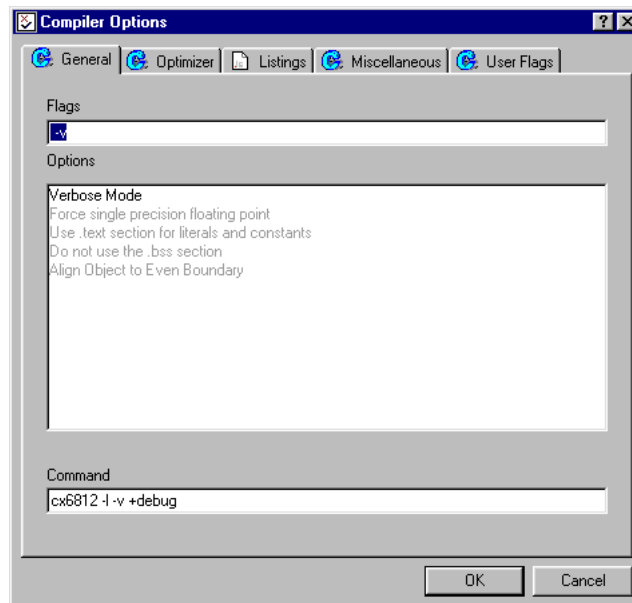 Compiler Options
General Optimizer Listings Miscellaneous User Flags
Flags
-v
Options
Verbose Mode
Force single precision floating point
Use .text section for literals and constants
Do not use the .bss section
Align Object to Even Boundary
Command
cx6812 -l -v +debug
OK Cancel